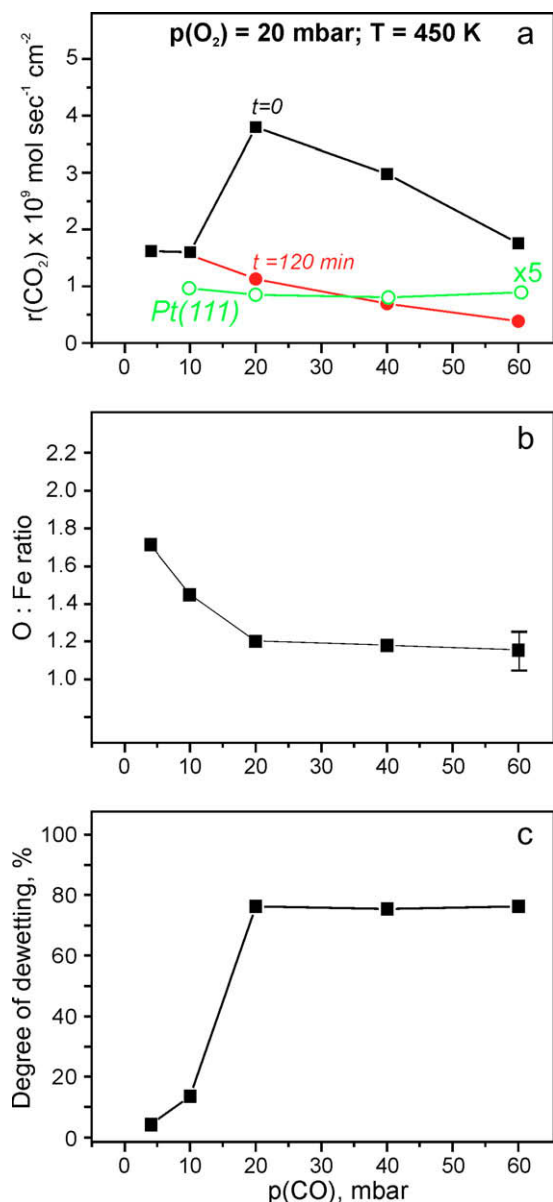 p(O₂) = 20 mbar; T = 450 K
a
r(CO₂) x 10⁹ mol sec⁻¹ cm⁻²
5
4
3
2
1
0
t=0
t =120 min
x5
Pt(111)
0 10 20 30 40 50 60
b
O : Fe ratio
2.2
2.0
1.8
1.6
1.4
1.2
1.0
0 10 20 30 40 50 60
c
Degree of dewetting, %
100
80
60
40
20
0
0 10 20 30 40 50 60
p(CO), mbar